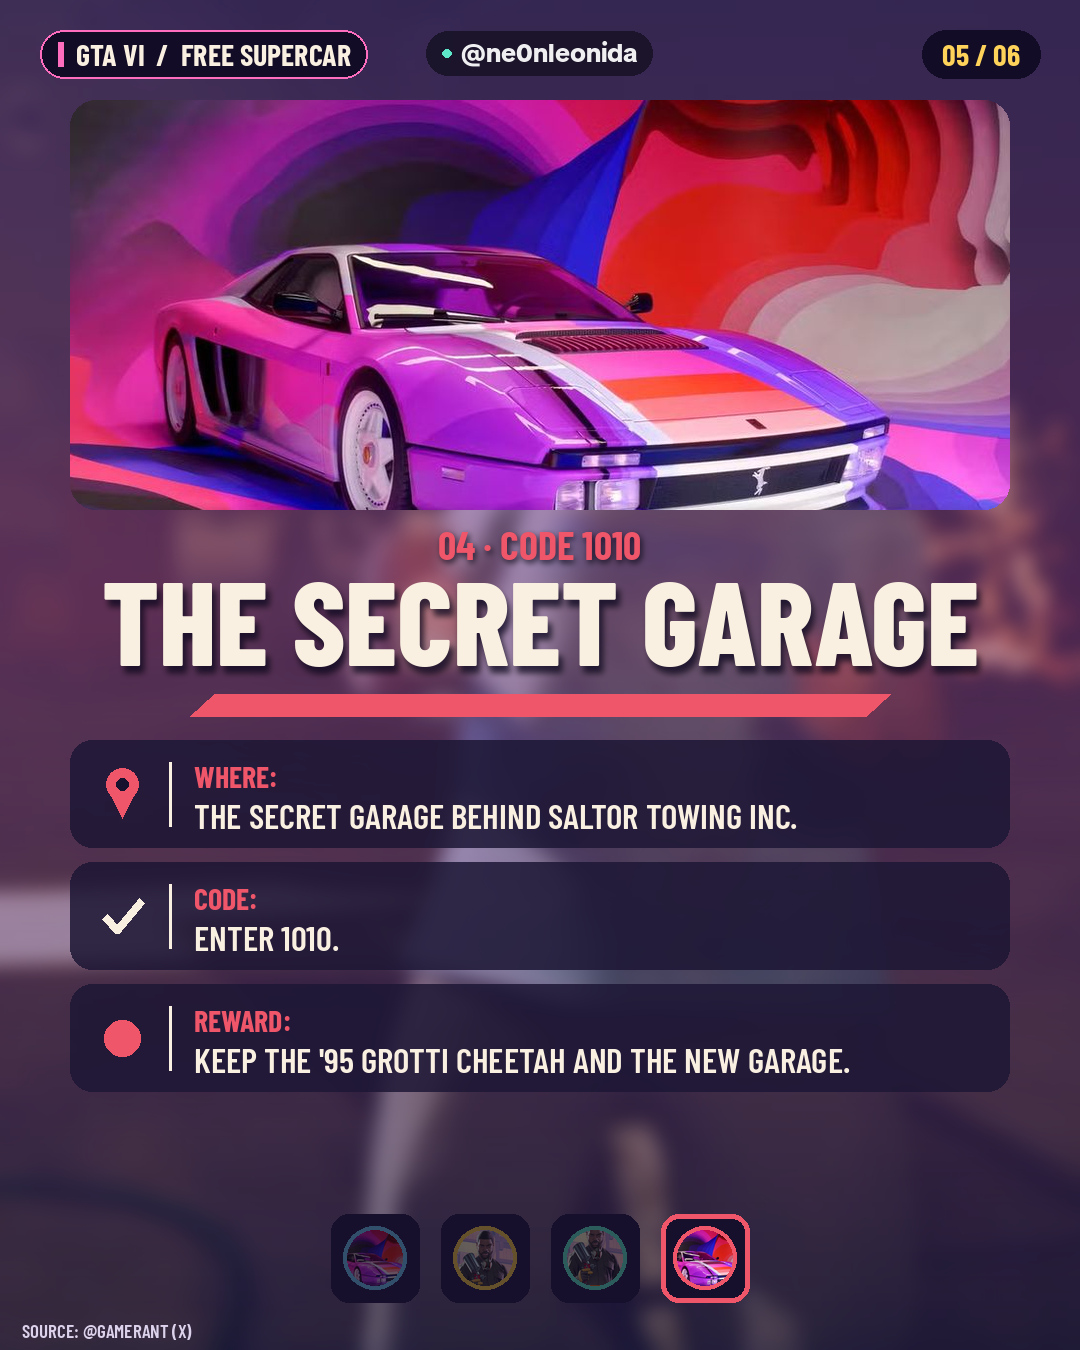 GTA VI / FREE SUPERCAR
@ne0nleonida
05 / 06
04 · CODE 1010
THE SECRET GARAGE
WHERE:
THE SECRET GARAGE BEHIND SALTOR TOWING INC.
CODE:
ENTER 1010.
REWARD:
KEEP THE '95 GROTTI CHEETAH AND THE NEW GARAGE.
SOURCE: @GAMERANT (X)